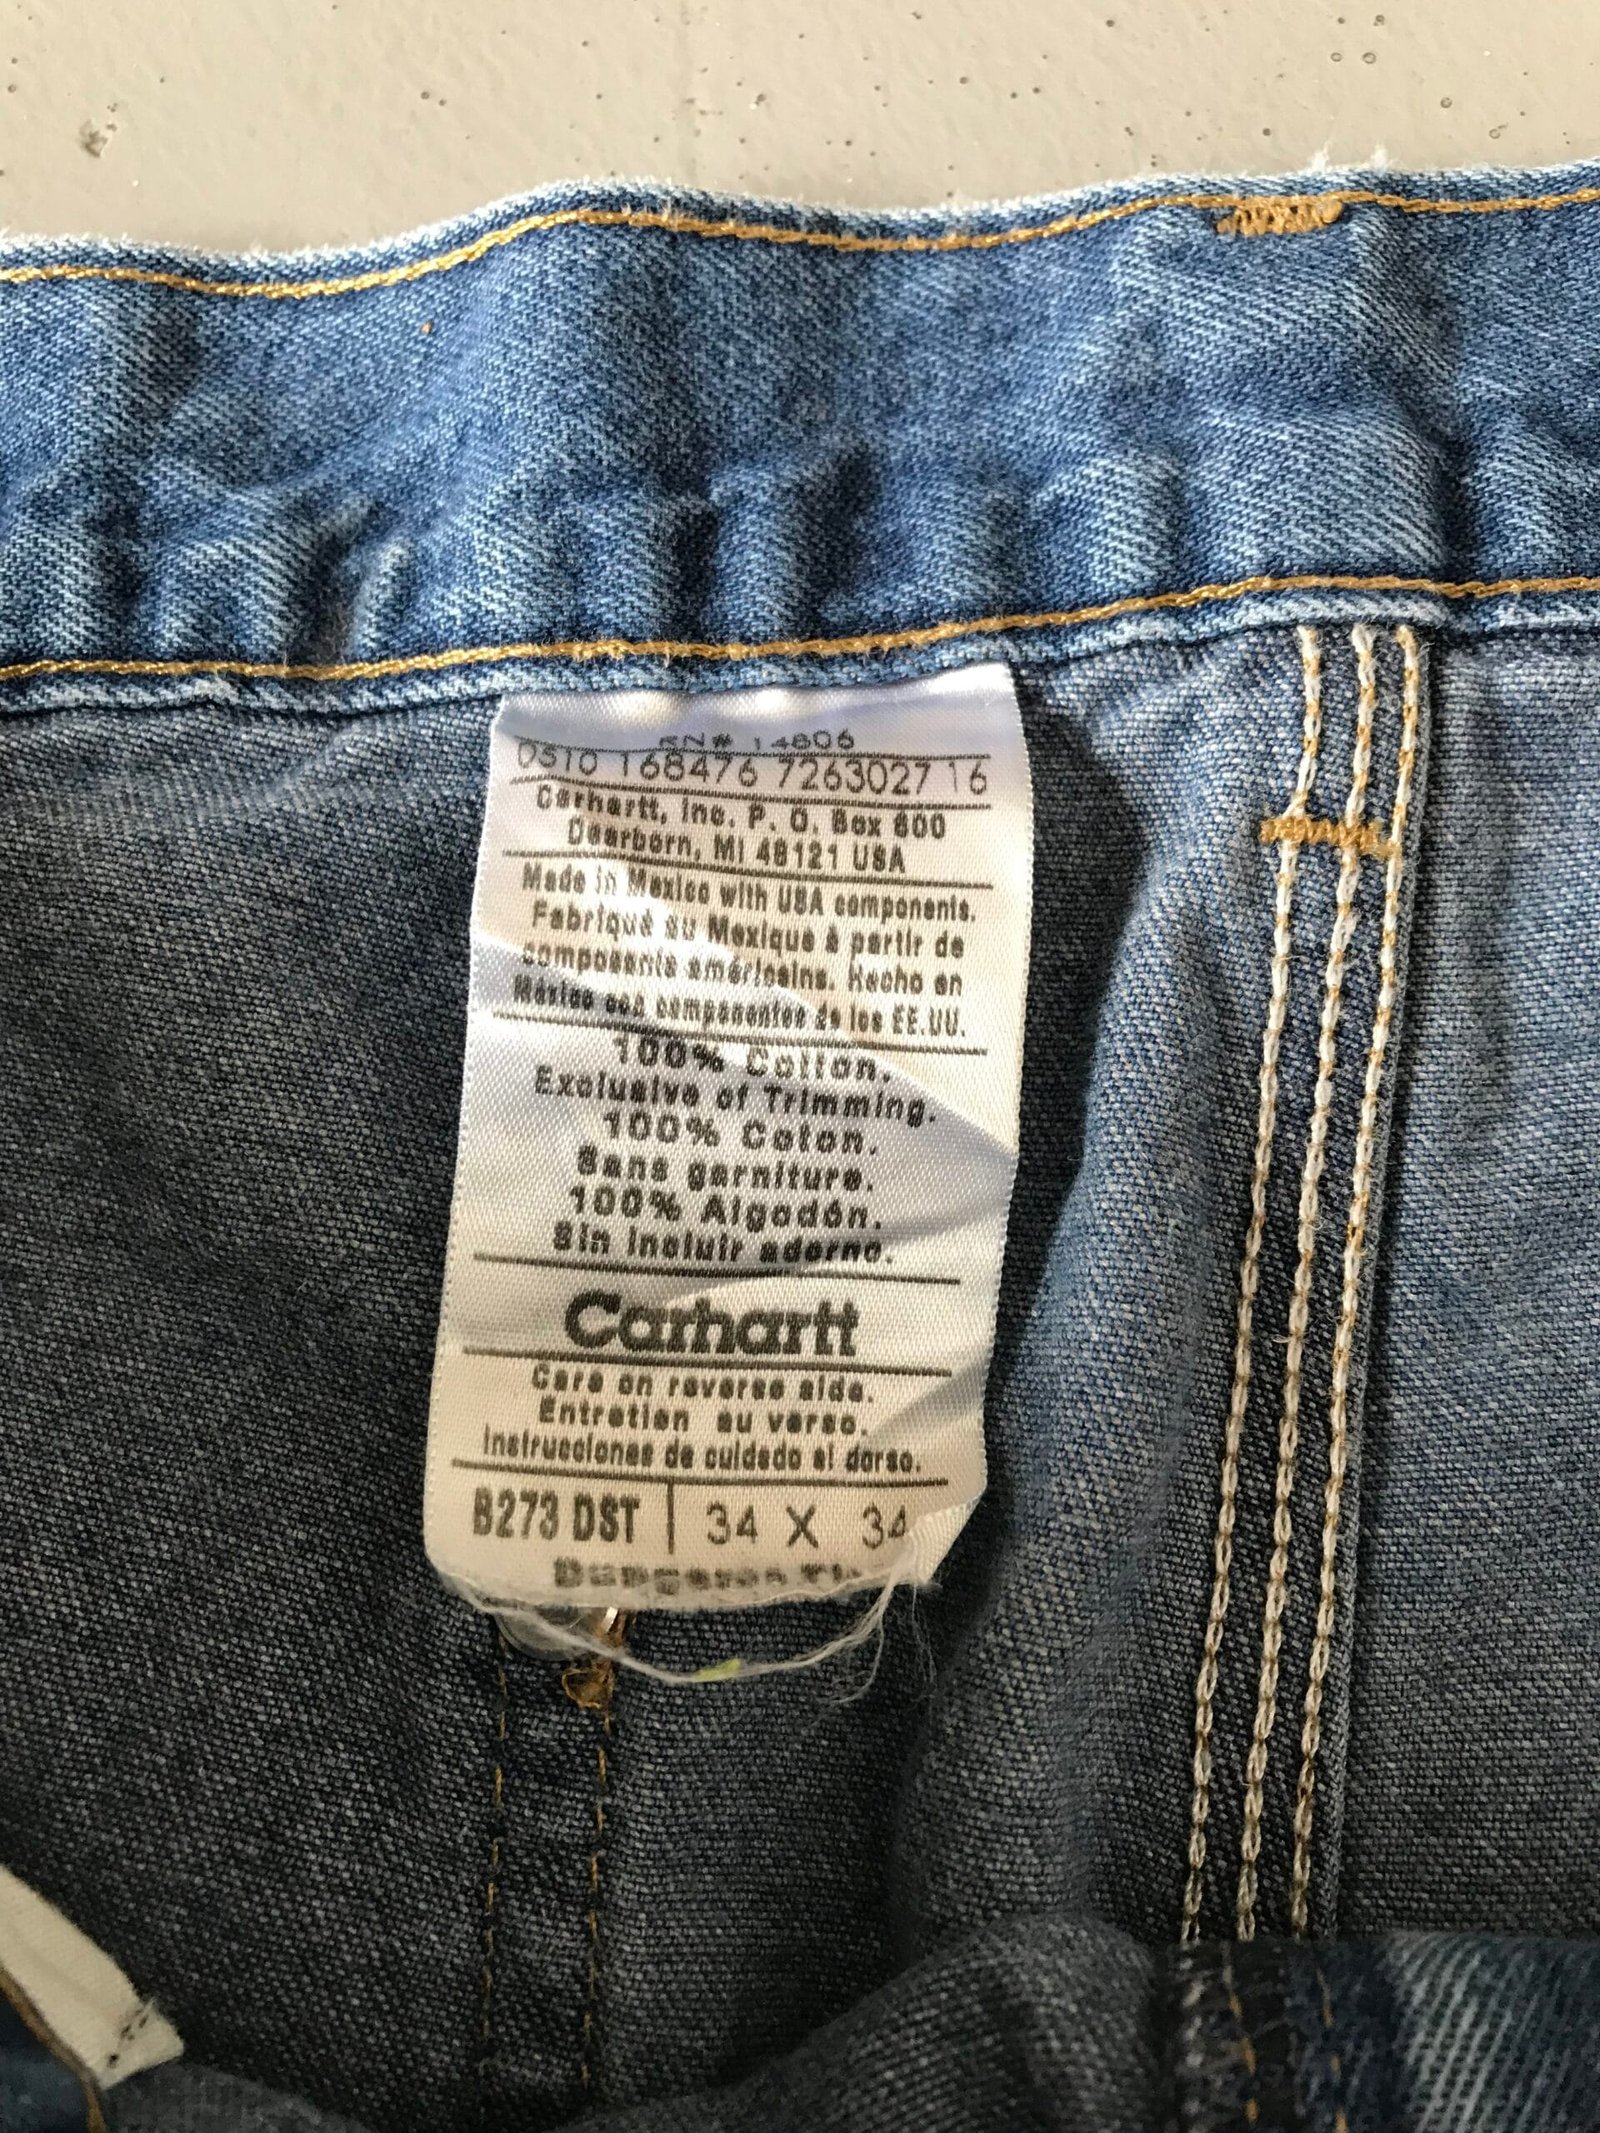 RN# 14806
DS10 168476 7263027 16
Carhartt, Inc. P. O. Box 600
Dearborn, MI 48121 USA
Made in Mexico with USA components.
Fabriqué au Mexique à partir de
composants américains. Hecho en
México con componentes de los EE.UU.
100% Cotton.
Exclusive of Trimming.
100% Coton.
Sans garniture.
100% Algodón.
Sin incluir adorno.
Carhartt
Care on reverse side.
Entretien au verso.
Instrucciones de cuidado al dorso.
B273 DST 34 X 34
Dungaree